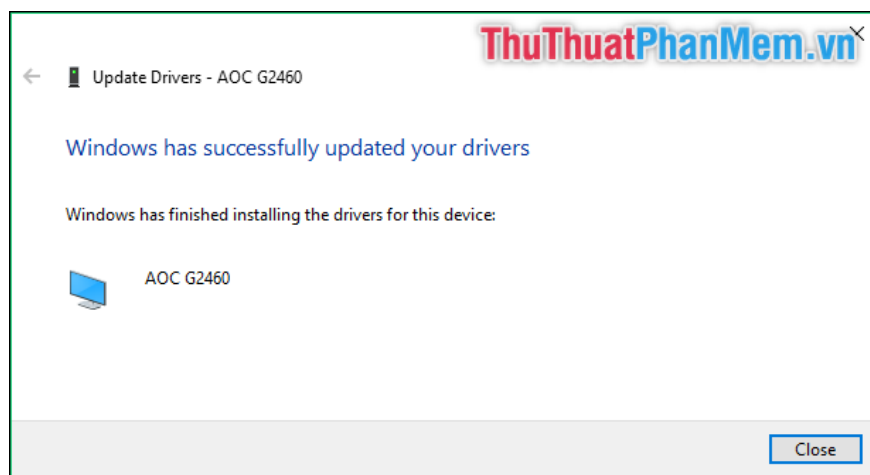 ThuThuatPhanMem.vn
Update Drivers - AOC G2460
Windows has successfully updated your drivers
Windows has finished installing the drivers for this device:
AOC G2460
Close